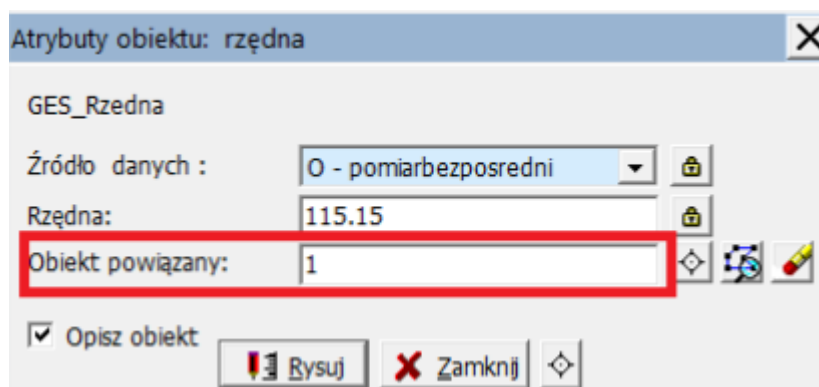 Atrybuty obiektu: rzędna
GES_Rzedna
Źródło danych : O - pomiarbezposredni
Rzędna: 115.15
Obiekt powiązany: 1
Opisz obiekt
Rysuj Zamknij